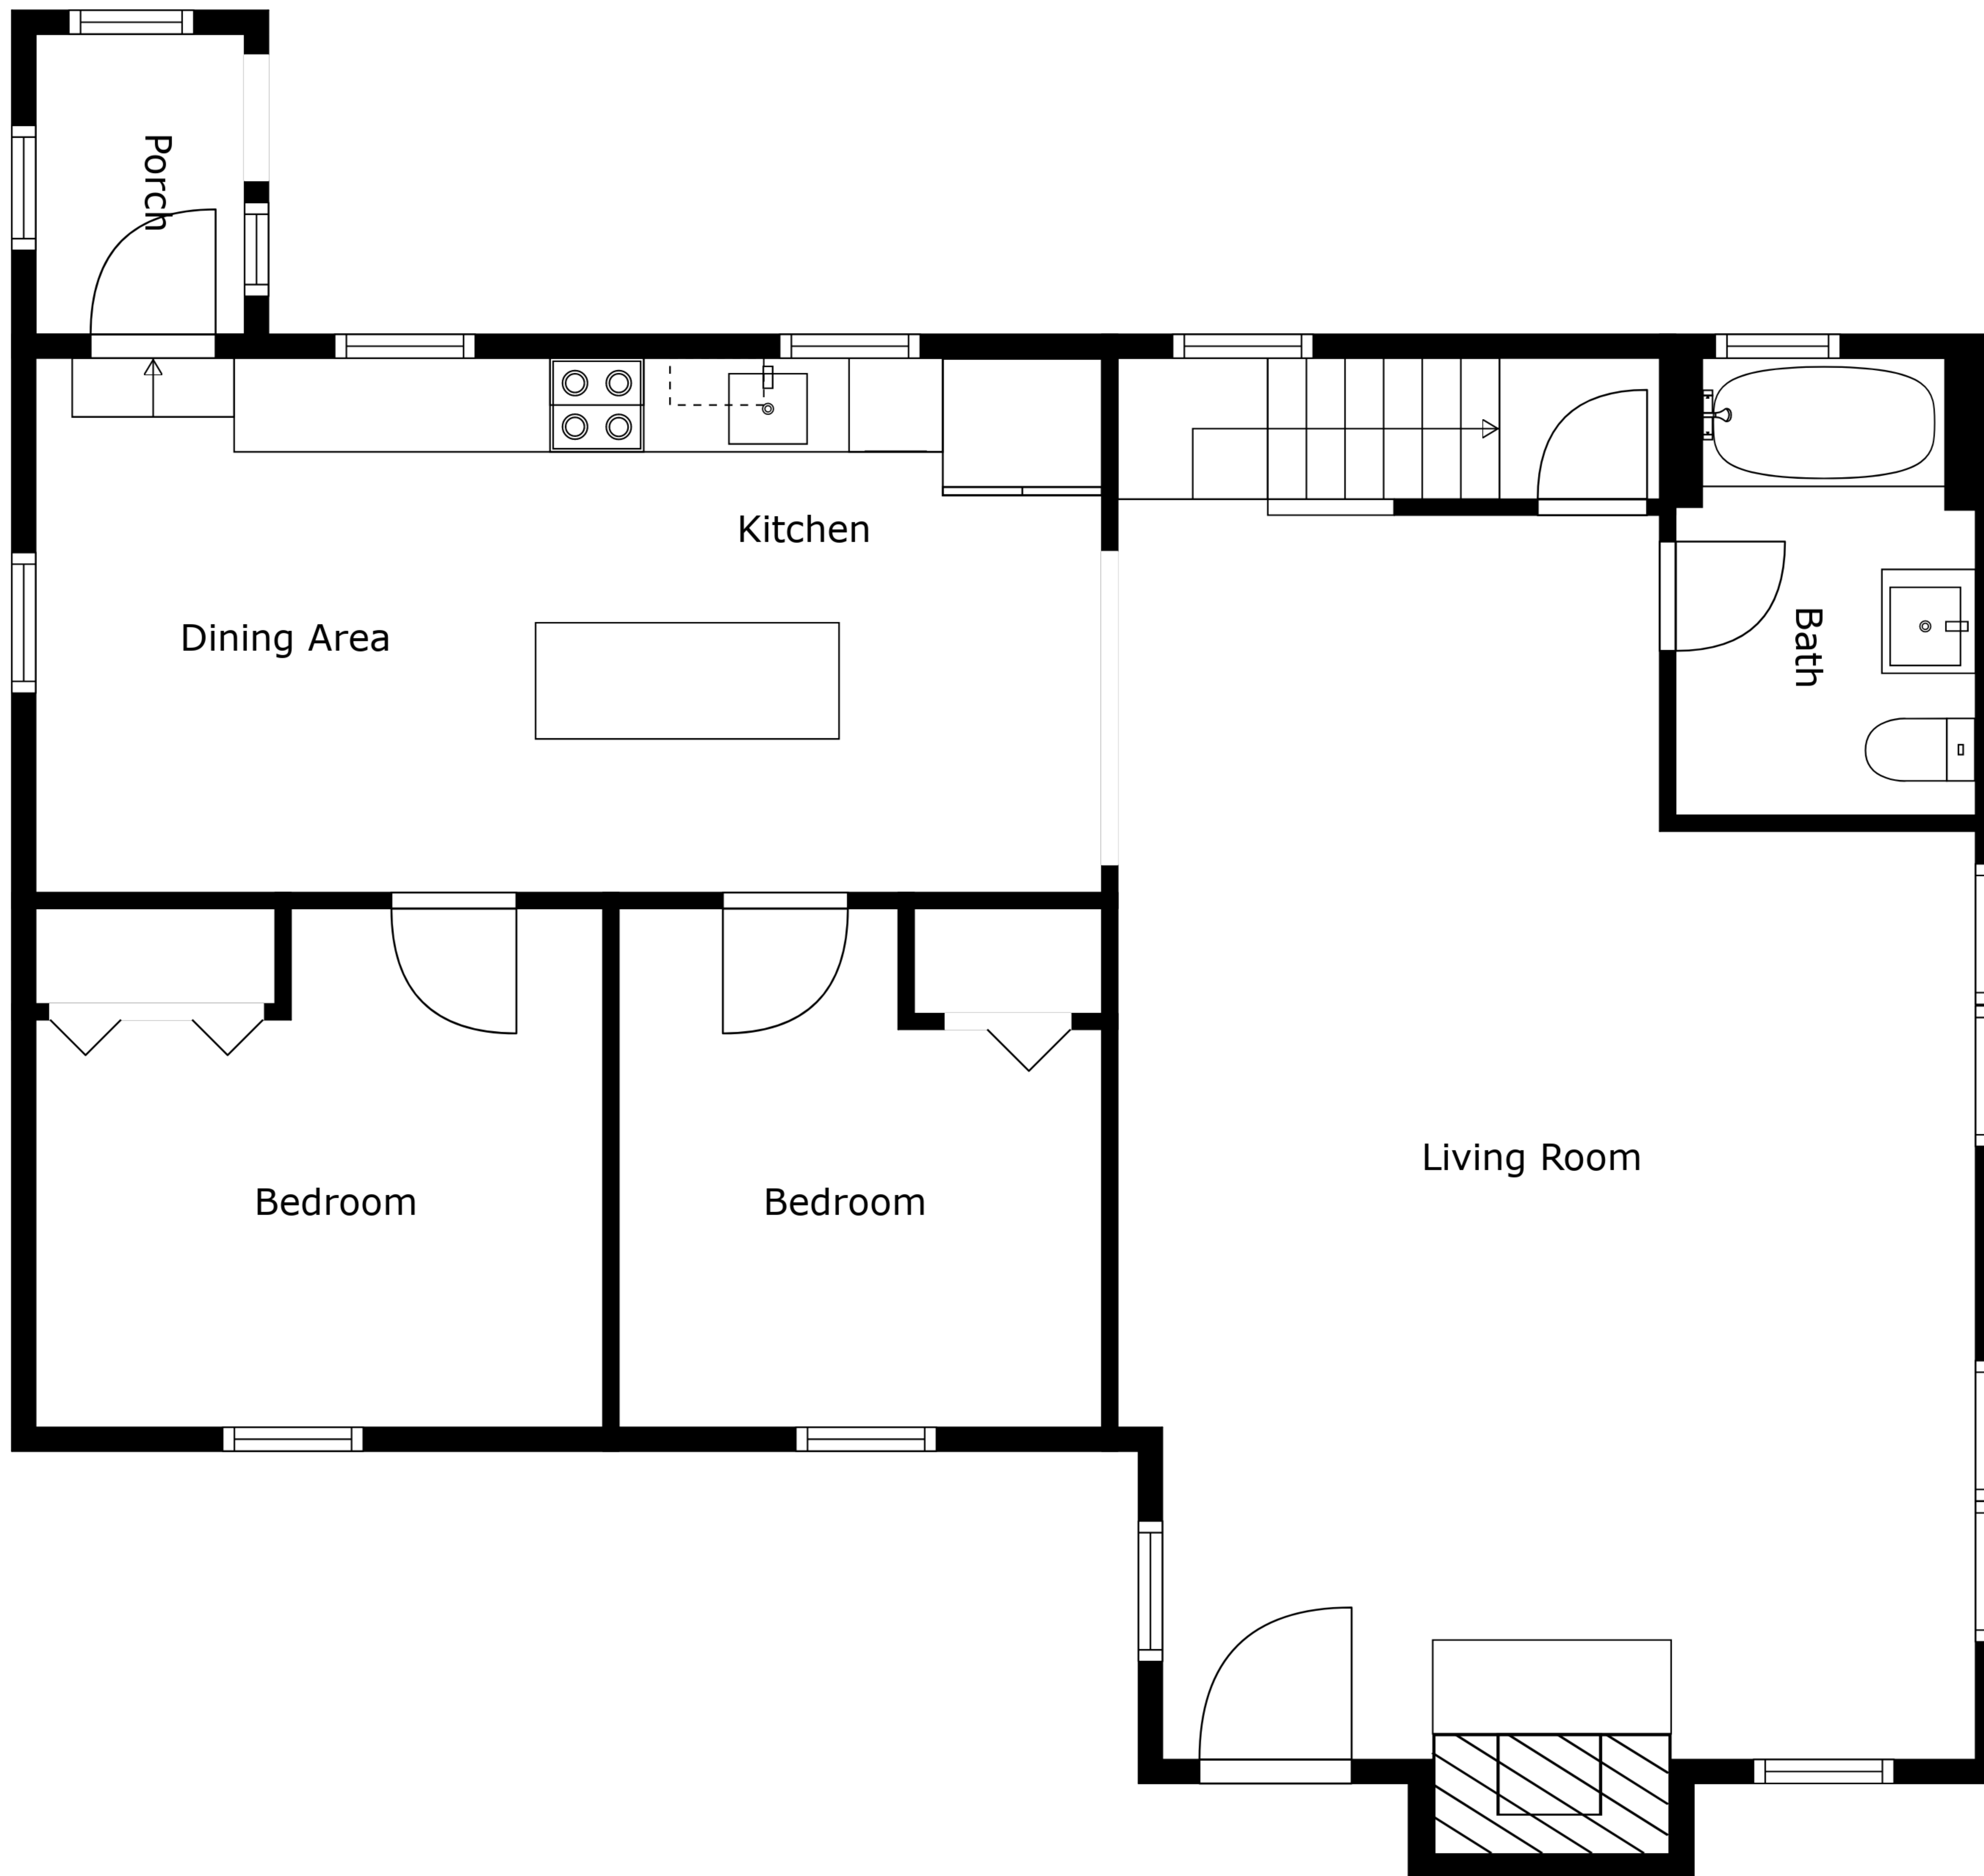 Porch
Kitchen
Dining Area
Bath
Living Room
Bedroom
Bedroom